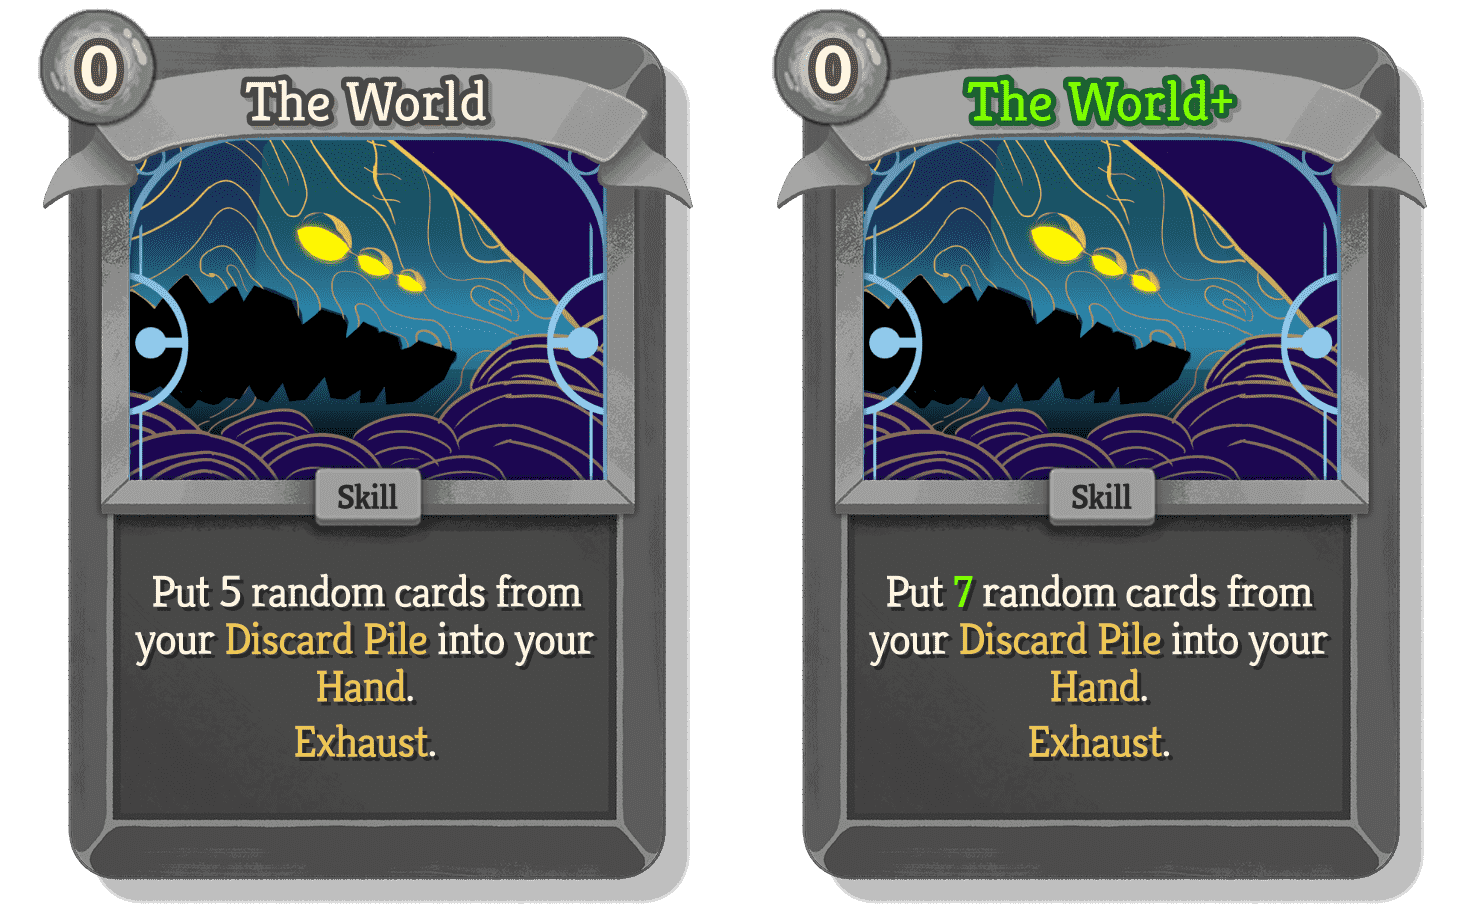 0
The World
Skill
Put 5 random cards from
your Discard Pile into your
Hand.
Exhaust.
0
The World+
Skill
Put 7 random cards from
your Discard Pile into your
Hand.
Exhaust.